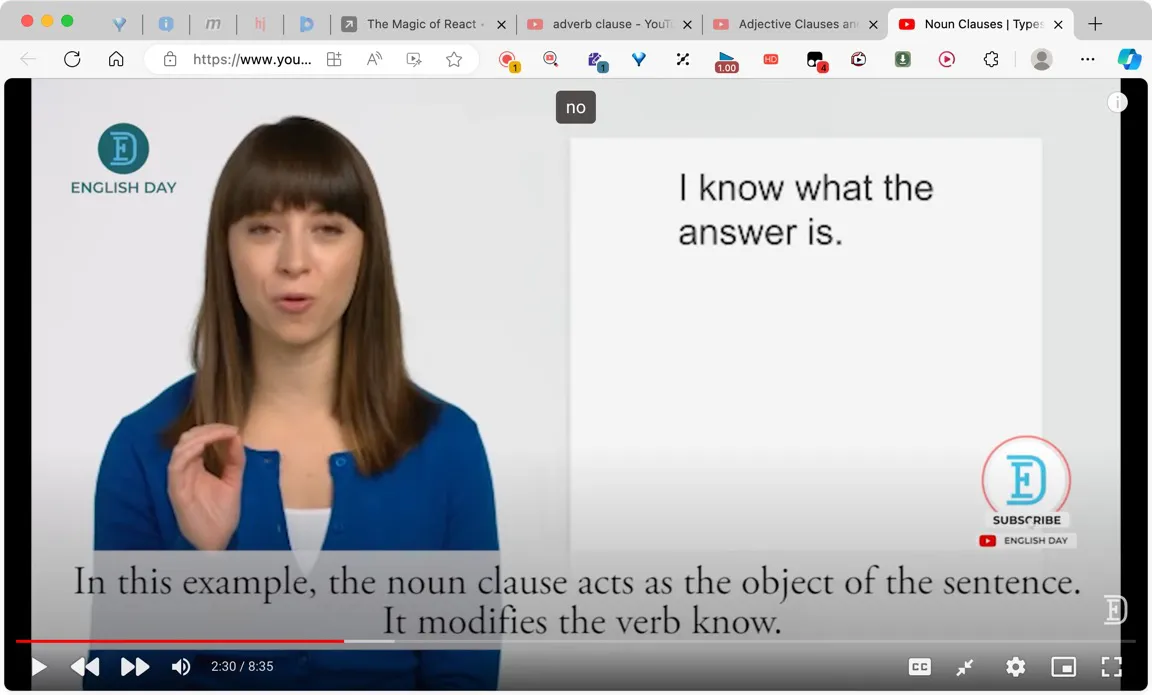 The Magic of React -
adverb clause - YouTu
Adjective Clauses an
Noun Clauses | Types
https://www.you...
1
1
1.00
HD
4
no
ENGLISH DAY
I know what the
answer is.
SUBSCRIBE
ENGLISH DAY
In this example, the noun clause acts as the object of the sentence.
It modifies the verb know.
2:30 / 8:35
CC